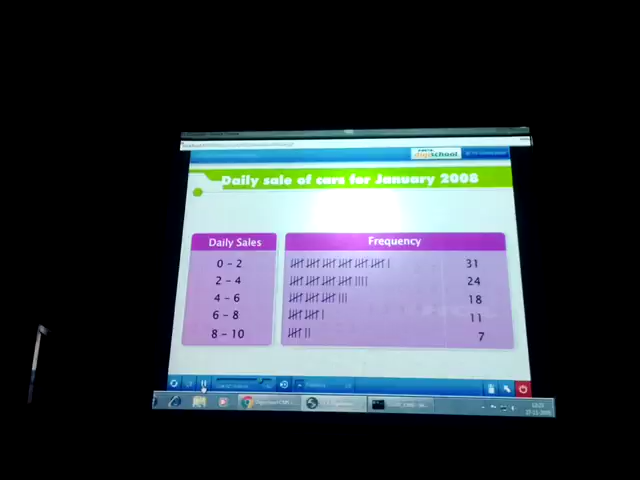 digischool
Daily sale of cars for January 2008
Daily Sales Frequency
0 - 2 31
2 - 4 24
4 - 6 18
6 - 8 11
8 - 10 7